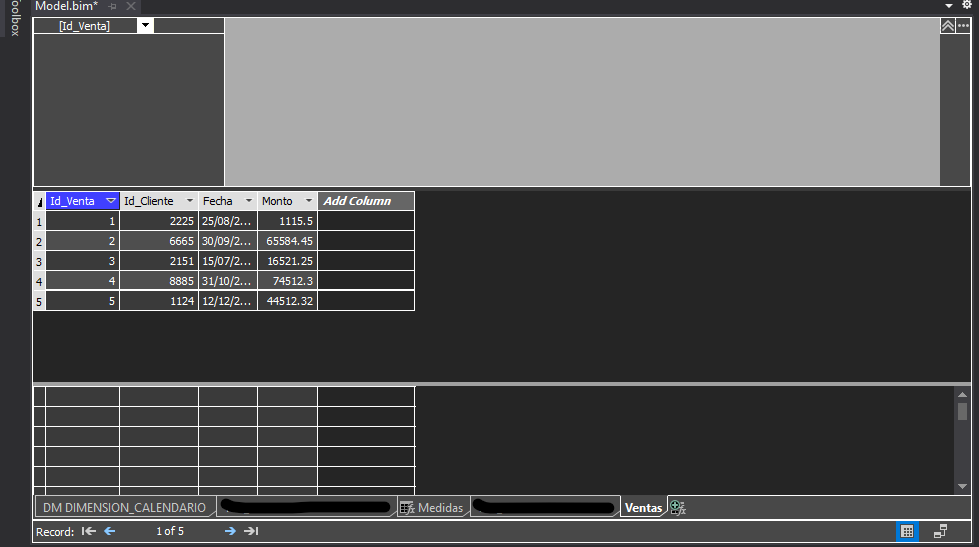 Toolbox
Model.bim*
[Id_Venta]
Id_Venta Id_Cliente Fecha Monto Add Column
1 1 2225 25/08/2... 1115.5
2 2 6665 30/09/2... 65584.45
3 3 2151 15/07/2... 16521.25
4 4 8885 31/10/2... 74512.3
5 5 1124 12/12/2... 44512.32
DM DIMENSION_CALENDARIO Medidas Ventas
Record: 1 of 5